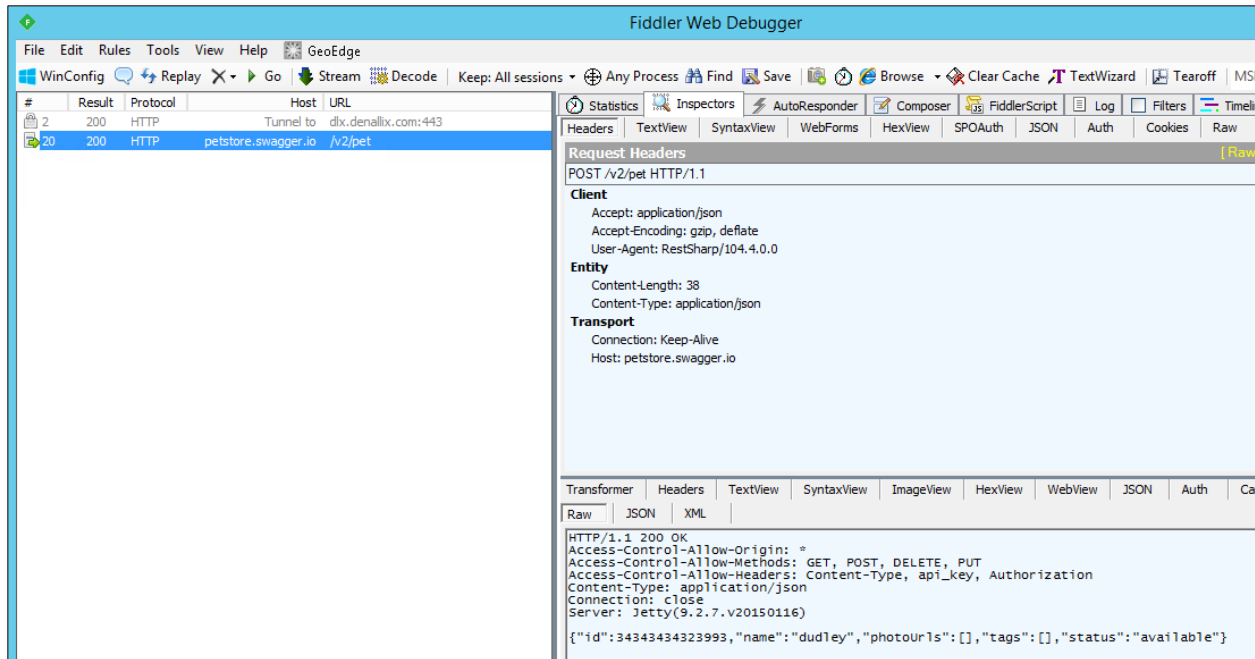 Fiddler Web Debugger
File Edit Rules Tools View Help GeoEdge
WinConfig Replay Go Stream Decode Keep: All sessions Any Process Find Save Browse Clear Cache TextWizard Tearoff
# Result Protocol Host URL
2 200 HTTP Tunnel to dlx.denallix.com:443
20 200 HTTP petstore.swagger.io /v2/pet
Statistics Inspectors AutoResponder Composer FiddlerScript Log Filters Timeli
Headers TextView SyntaxView WebForms HexView SPOAuth JSON Auth Cookies Raw
Request Headers [ Raw
POST /v2/pet HTTP/1.1
Client
Accept: application/json
Accept-Encoding: gzip, deflate
User-Agent: RestSharp/104.4.0.0
Entity
Content-Length: 38
Content-Type: application/json
Transport
Connection: Keep-Alive
Host: petstore.swagger.io
Transformer Headers TextView SyntaxView ImageView HexView WebView JSON Auth Ca
Raw JSON XML
HTTP/1.1 200 OK
Access-Control-Allow-Origin: *
Access-Control-Allow-Methods: GET, POST, DELETE, PUT
Access-Control-Allow-Headers: Content-Type, api_key, Authorization
Content-Type: application/json
Connection: close
Server: Jetty(9.2.7.v20150116)
{"id":34343434323993,"name":"dudley","photoUrls":[],"tags":[],"status":"available"}